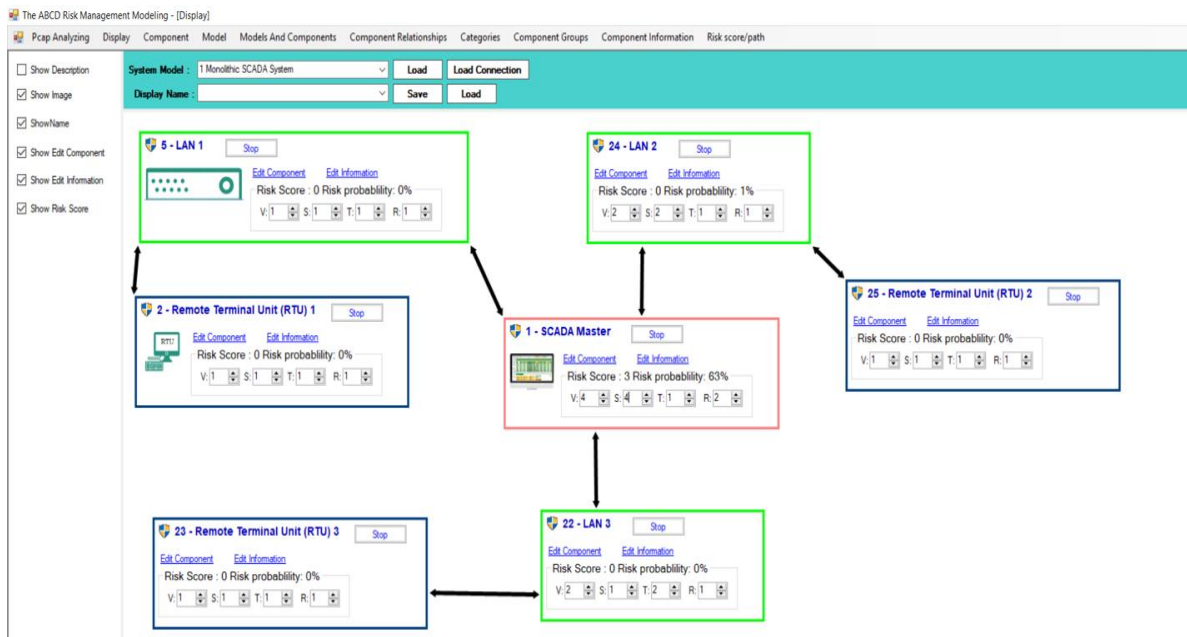 The ABCD Risk Management Modeling - [Display]
Pcap Analyzing Display Component Model Models And Components Component Relationships Categories Component Groups Component Information Risk score/path
Show Description
Show Image
ShowName
Show Edit Component
Show Edit Information
Show Risk Score
System Model : 1 Monolithic SCADA System Load Load Connection
Display Name : Save Load
5 - LAN 1 Stop
Edit Component Edit Information
Risk Score : 0 Risk probablility: 0%
V: 1 S: 1 T: 1 R: 1
24 - LAN 2 Stop
Edit Component Edit Information
Risk Score : 0 Risk probablility: 1%
V: 2 S: 2 T: 1 R: 1
2 - Remote Terminal Unit (RTU) 1 Stop
RTU
Edit Component Edit Information
Risk Score : 0 Risk probablility: 0%
V: 1 S: 1 T: 1 R: 1
1 - SCADA Master Stop
Edit Component Edit Information
Risk Score : 3 Risk probablility: 63%
V: 4 S: 4 T: 1 R: 2
25 - Remote Terminal Unit (RTU) 2 Stop
Edit Component Edit Information
Risk Score : 0 Risk probablility: 0%
V: 1 S: 1 T: 1 R: 1
23 - Remote Terminal Unit (RTU) 3 Stop
Edit Component Edit Information
Risk Score : 0 Risk probablility: 0%
V: 1 S: 1 T: 1 R: 1
22 - LAN 3 Stop
Edit Component Edit Information
Risk Score : 0 Risk probablility: 0%
V: 2 S: 1 T: 2 R: 1